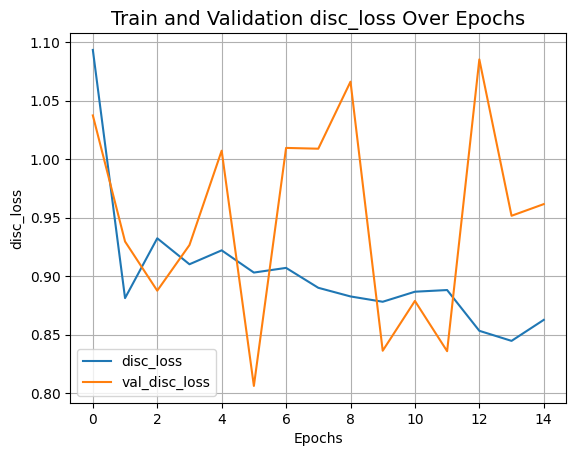 Train and Validation disc_loss Over Epochs
1.10
1.05
1.00
0.95
0.90
0.85
0.80
disc_loss
disc_loss
val_disc_loss
0 2 4 6 8 10 12 14
Epochs